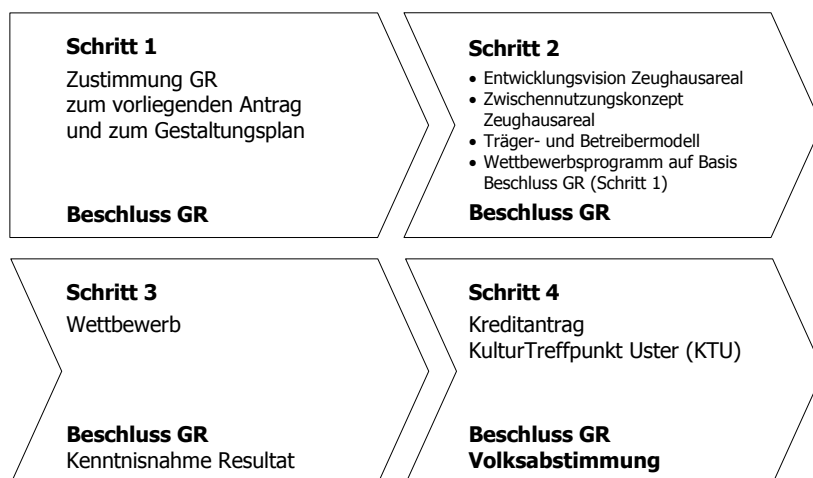 Schritt 1
Zustimmung GR
zum vorliegenden Antrag
und zum Gestaltungsplan
Beschluss GR
Schritt 2
• Entwicklungsvision Zeughausareal
• Zwischennutzungskonzept
Zeughausareal
• Träger- und Betreibermodell
• Wettbewerbsprogramm auf Basis
Beschluss GR (Schritt 1)
Beschluss GR
Schritt 3
Wettbewerb
Beschluss GR
Kenntnisnahme Resultat
Schritt 4
Kreditantrag
KulturTreffpunkt Uster (KTU)
Beschluss GR
Volksabstimmung